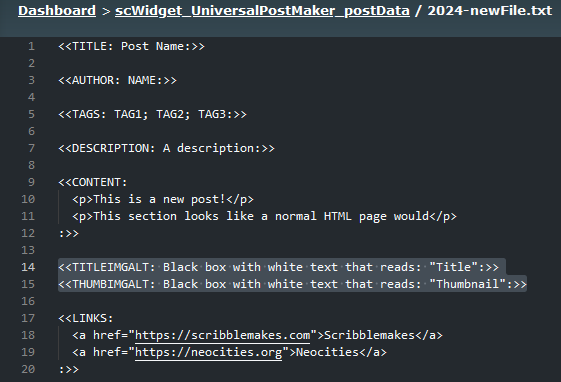 Dashboard > scWidget_UniversalPostMaker_postData / 2024-newFile.txt
1 <<TITLE: Post Name:>>
2
3 <<AUTHOR: NAME:>>
4
5 <<TAGS: TAG1; TAG2; TAG3:>>
6
7 <<DESCRIPTION: A description:>>
8
9 <<CONTENT:
10 <p>This is a new post!</p>
11 <p>This section looks like a normal HTML page would</p>
12 :>>
13
14 <<TITLEIMGALT: Black box with white text that reads: "Title":>>
15 <<THUMBIMGALT: Black box with white text that reads: "Thumbnail":>>
16
17 <<LINKS:
18 <a href="https://scribblemakes.com">Scribblemakes</a>
19 <a href="https://neocities.org">Neocities</a>
20 :>>